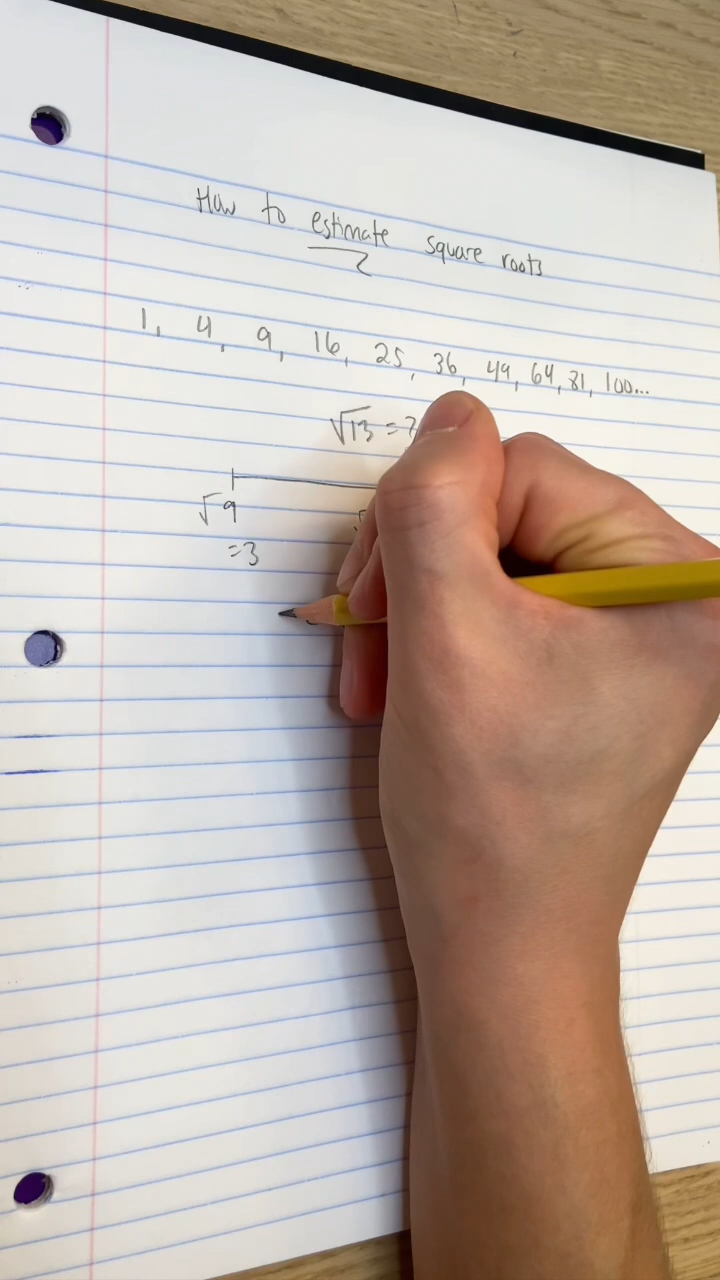 How to estimate square roots
1, 4, 9, 16, 25, 36, 49, 64, 81, 100...
√13 = ?
√9
=3